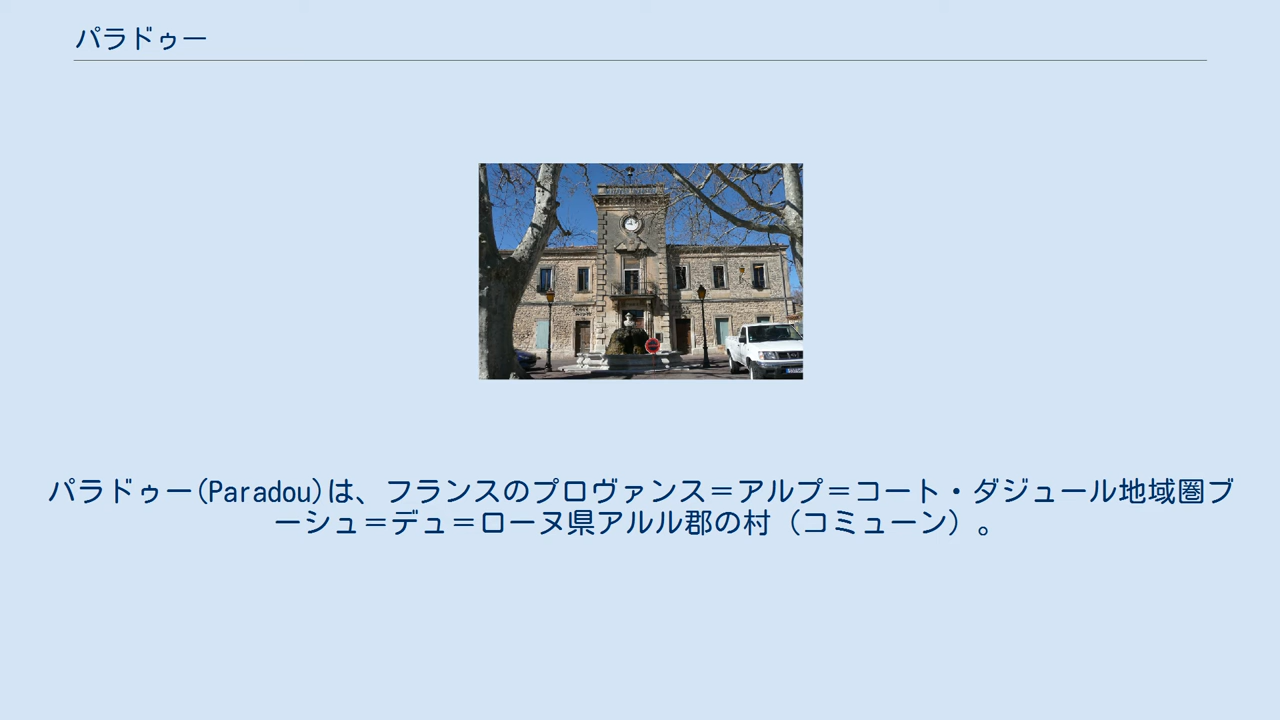 パラドゥー
パラドゥー(Paradou)は、フランスのプロヴァンス＝アルプ＝コート・ダジュール地域圏ブ
ーシュ＝デュ＝ローヌ県アルル郡の村（コミューン）。